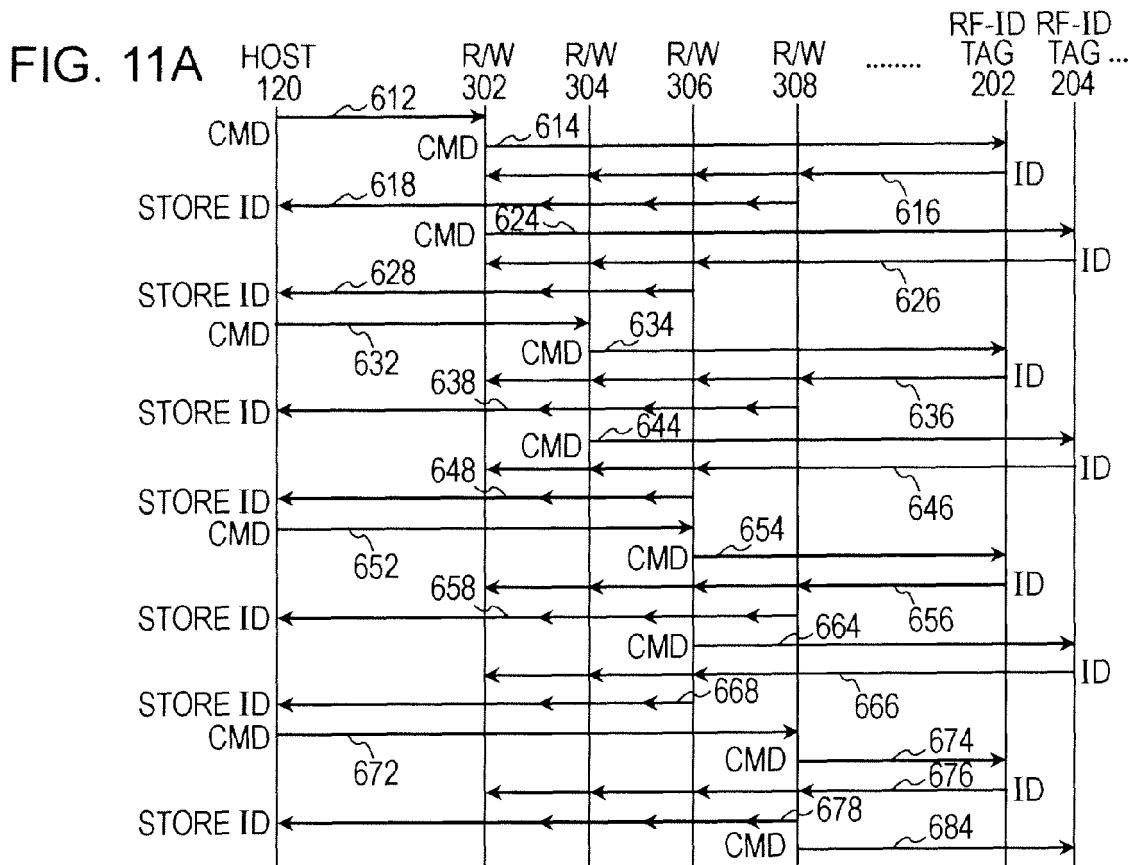 FIG. 11A
HOST 120
R/W 302
R/W 304
R/W 306
R/W 308
........
RF-ID TAG 202
RF-ID TAG 204
...
612
CMD
614
CMD
ID
616
618
STORE ID
624
CMD
ID
626
628
STORE ID
CMD
632
634
CMD
ID
636
638
STORE ID
644
CMD
ID
646
648
STORE ID
CMD
652
654
CMD
ID
656
658
STORE ID
664
CMD
ID
666
668
STORE ID
CMD
672
674
CMD
676
ID
678
STORE ID
CMD
684